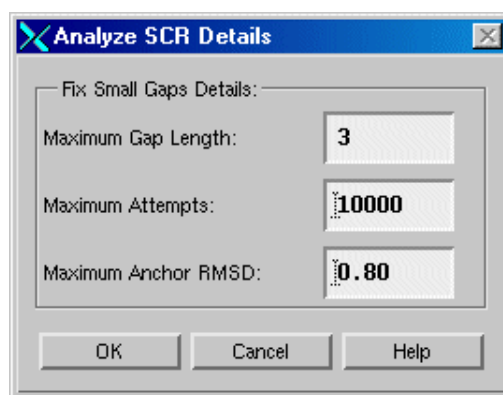 Analyze SCR Details
Fix Small Gaps Details:
Maximum Gap Length: 3
Maximum Attempts: 10000
Maximum Anchor RMSD: 0.80
OK Cancel Help